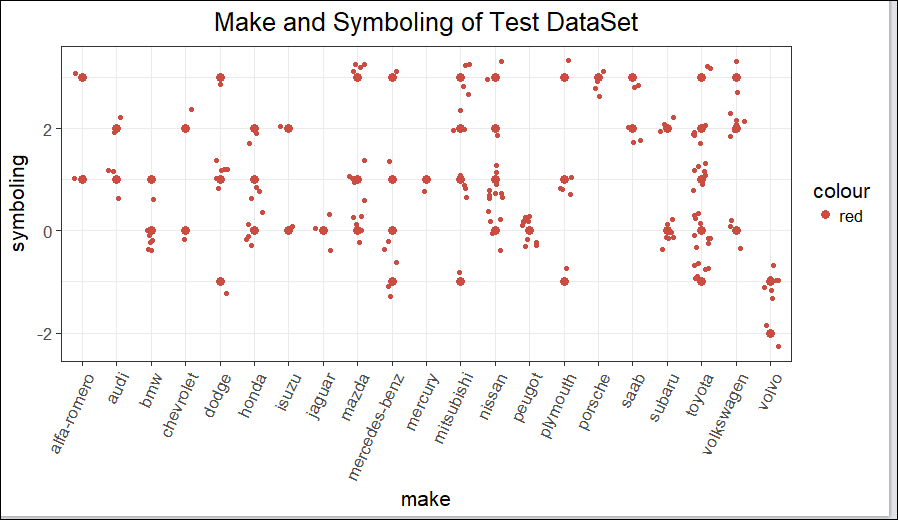 Make and Symboling of Test DataSet
symboling
2
0
-2
alfa-romero
audi
bmw
chevrolet
dodge
honda
isuzu
jaguar
mazda
mercedes-benz
mercury
mitsubishi
nissan
peugot
plymouth
porsche
saab
subaru
toyota
volkswagen
volvo
make
colour
red